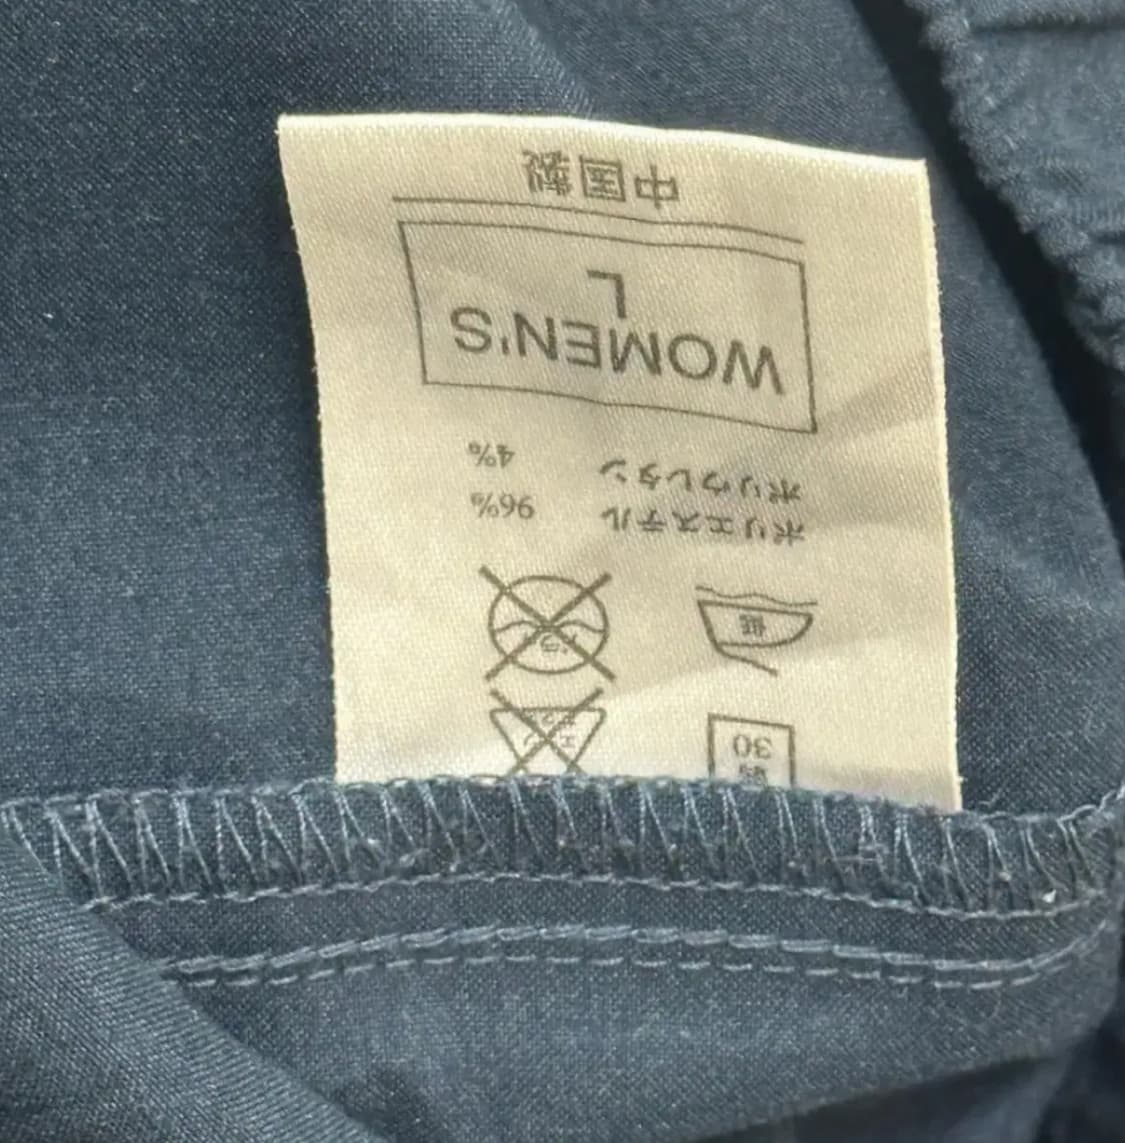 30
低
ポリエステル 96%
ポリウレタン 4%
WOMEN'S
L
中国製